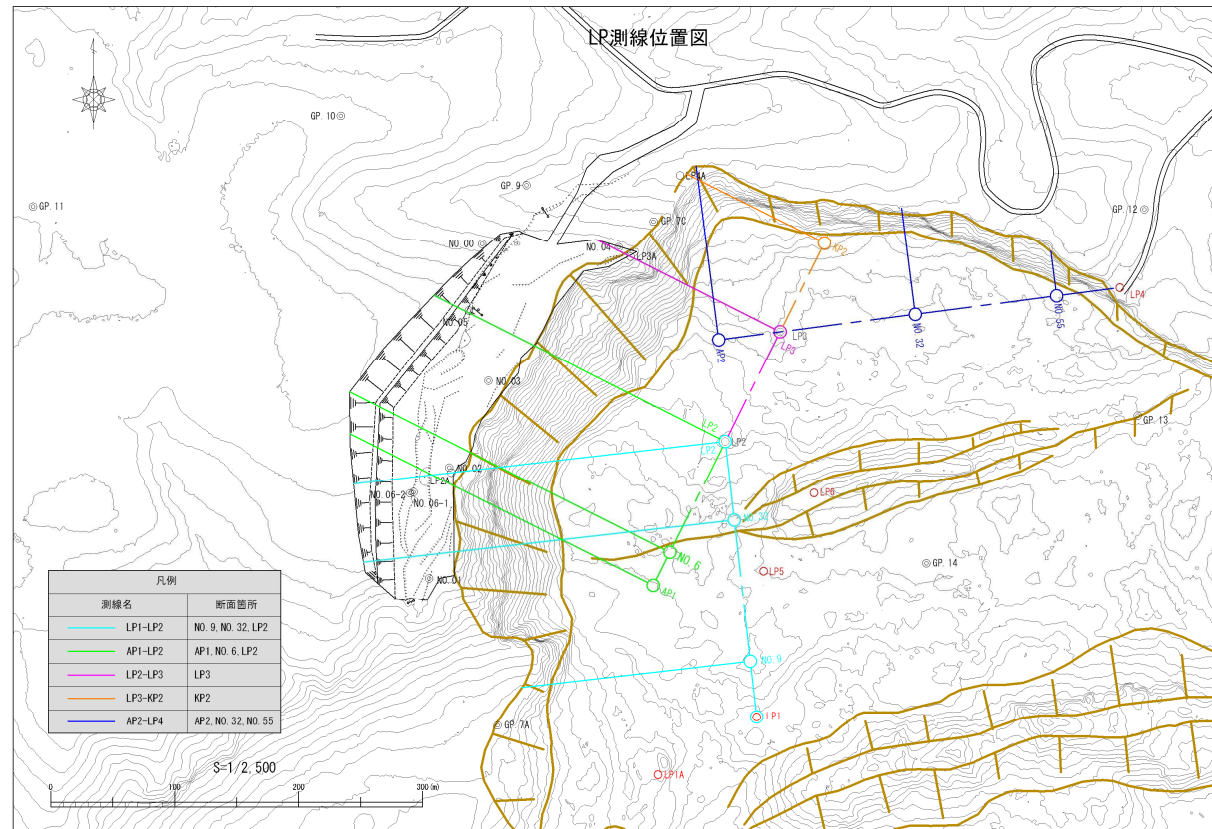 LP測線位置図
GP.10
GP.9
LP4A
GP.11
GP.7C
GP.12
NO.00
NO.04
LP3A
KP2
LP4
NO.55
NO.05
NO.32
LP3
LP3
AP2
NO.03
GP.13
LP2
LP2
LP2
NO.02
LP2A
NO.06-2
NO.06-1
LP6
NO.32
NO.6
GP.14
LP5
NO.01
AP1
凡例
測線名 断面箇所
LP1-LP2 NO.9,NO.32,LP2
AP1-LP2 AP1,NO.6,LP2
LP2-LP3 LP3
LP3-KP2 KP2
AP2-LP4 AP2,NO.32,NO.55
NO.9
LP1
GP.7A
LP1A
S=1/2,500
0 100 200 300(m)